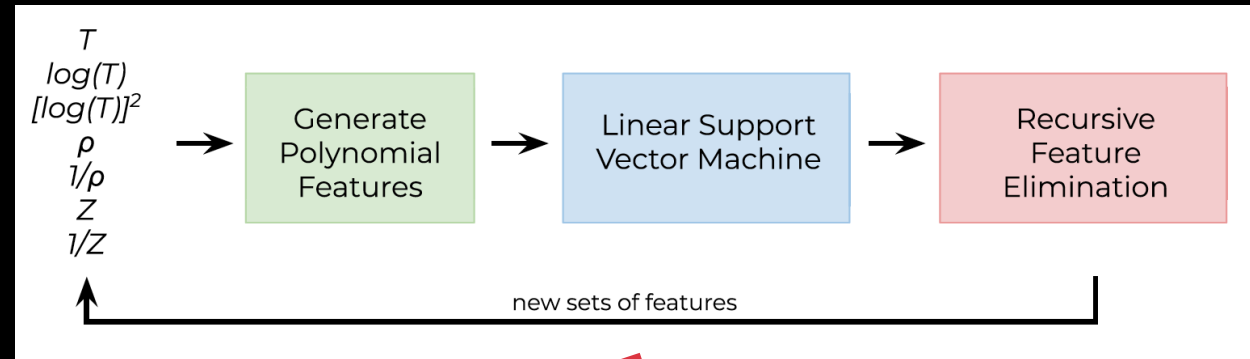 T
log(T)
[log(T)]²
ρ
1/ρ
Z
1/Z
Generate
Polynomial
Features
Linear Support
Vector Machine
Recursive
Feature
Elimination
new sets of features